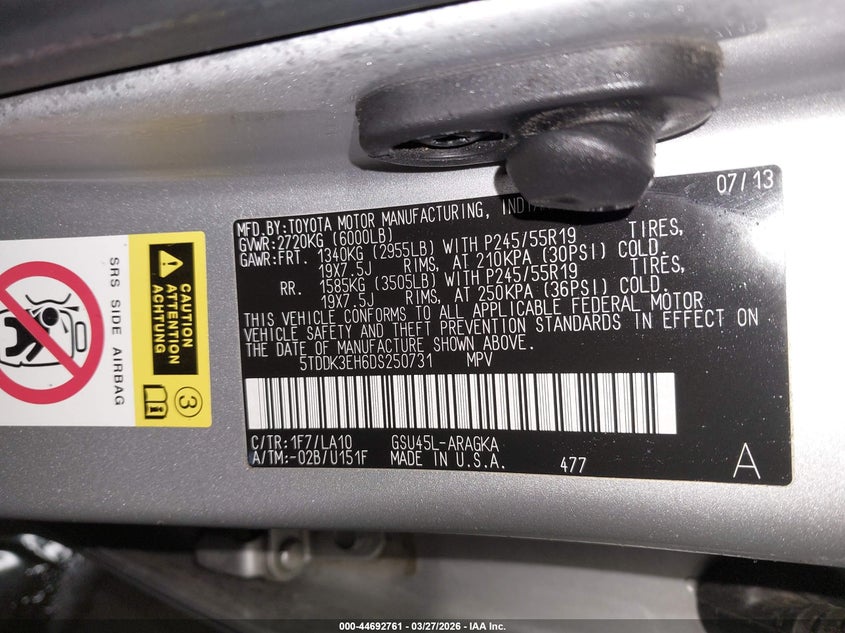 07/13
MFD.BY:TOYOTA MOTOR MANUFACTURING,
GVWR:2720KG (6000LB)
GAWR:FRT. 1340KG (2955LB) WITH P245/55R19 TIRES,
19X7.5J RIMS, AT 210KPA (30PSI) COLD.
RR. 1585KG (3505LB) WITH P245/55R19 TIRES,
19X7.5J RIMS, AT 250KPA (36PSI) COLD.
THIS VEHICLE CONFORMS TO ALL APPLICABLE FEDERAL MOTOR
VEHICLE SAFETY AND THEFT PREVENTION STANDARDS IN EFFECT ON
THE DATE OF MANUFACTURE SHOWN ABOVE.
5TDDK3EH6DS250731 MPV
C/TR:1F7/LA10 GSU45L-ARAGKA
A/TM:-02B/U151F MADE IN U.S.A. 477
A
SRS SIDE AIRBAG
CAUTION
ATTENTION
ACHTUNG
3
000-44692761 - 03/27/2026 - IAA Inc.